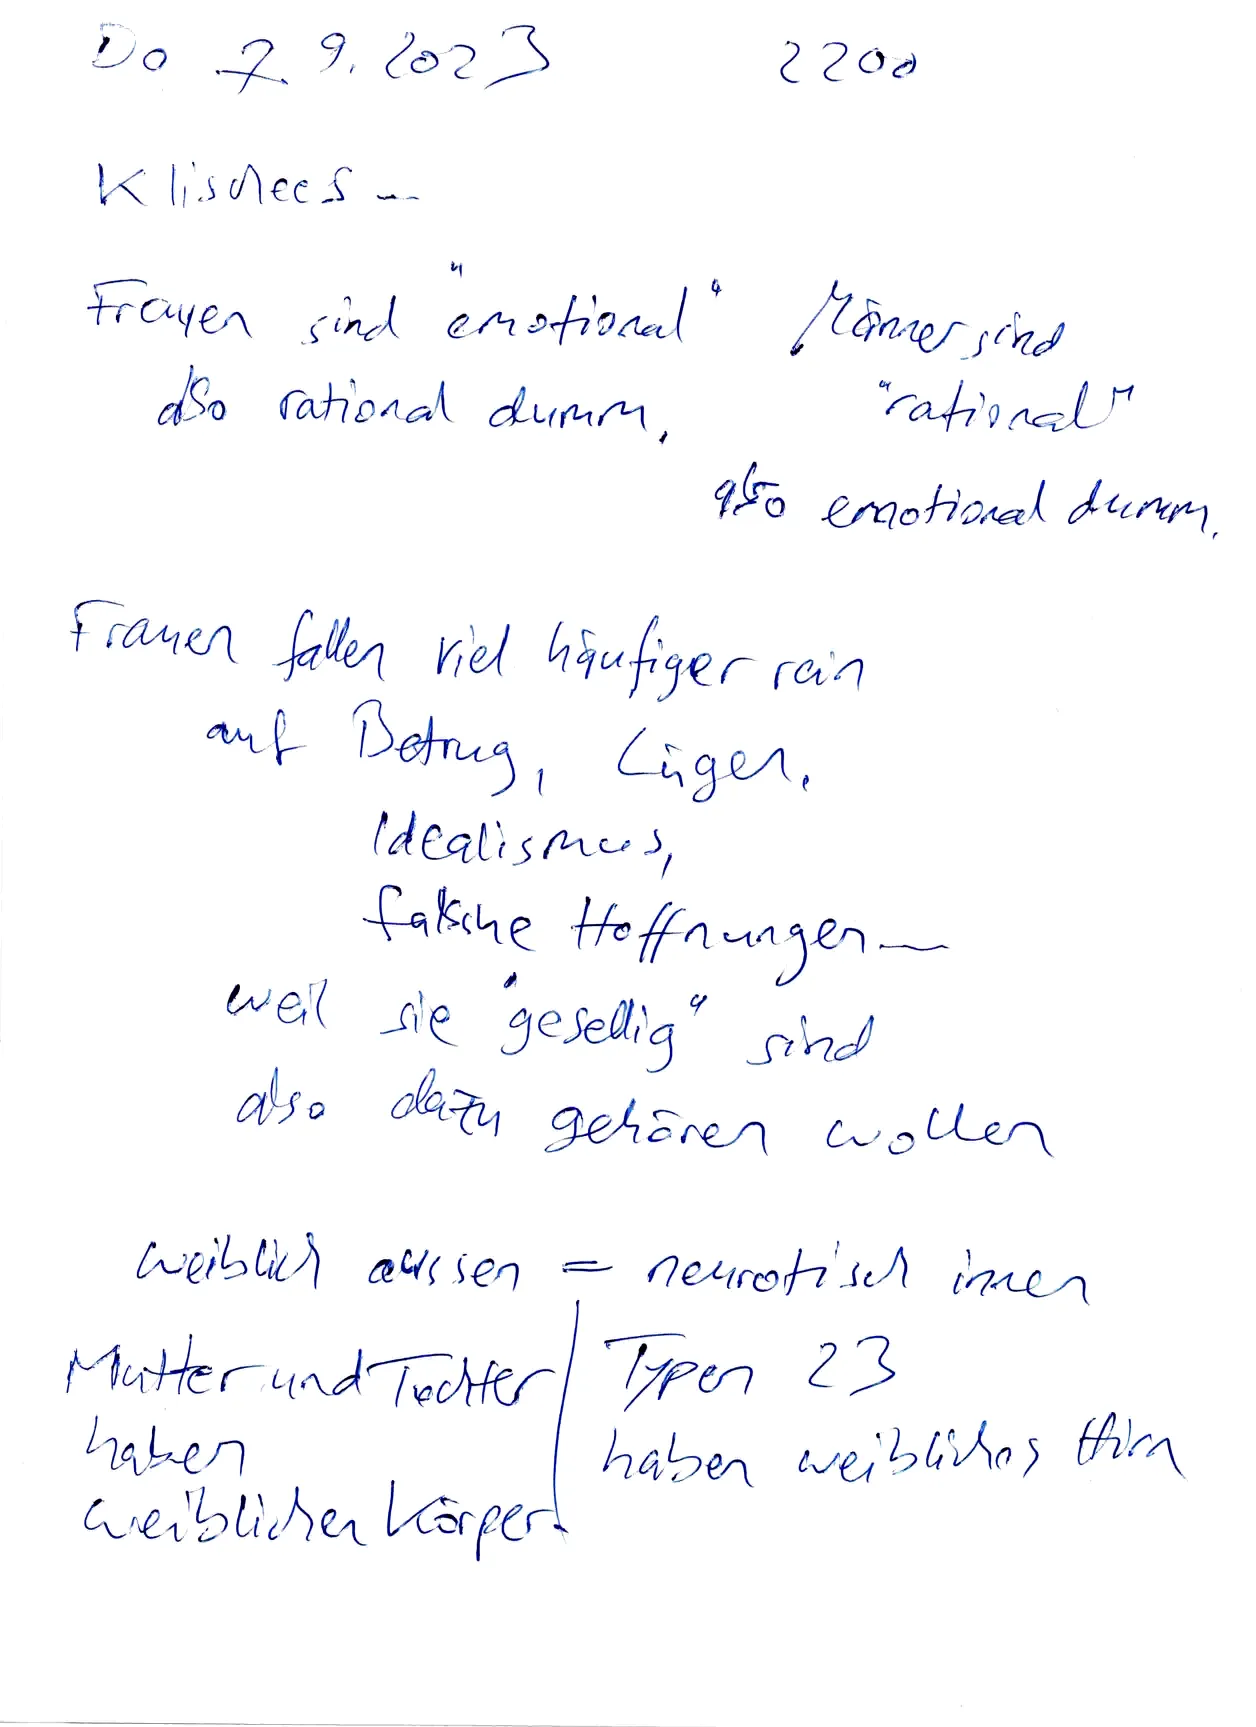 Do 7.9.2023 2200
Klischees...
Frauen sind "emotional" Männer sind
also rational dumm. "rational"
also emotional dumm.
Frauen fallen viel häufiger rein
auf Betrug, Lügen,
Idealismus,
falsche Hoffnungen...
weil sie "gesellig" sind
also dazu gehören wollen
weiblich aussen = neurotisch innen
Mutter und Tochter
haben
weiblichen Körper.
Typen 23
haben weibliches Hirn